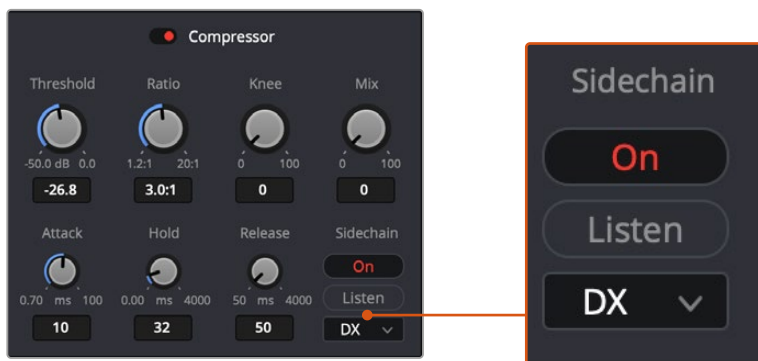 Compressor
Threshold Ratio Knee Mix
-50.0 dB 0.0 1.2:1 20:1 0 100 0 100
-26.8 3.0:1 0 0
Attack Hold Release Sidechain
On
0.70 ms 100 0.00 ms 4000 50 ms 4000 Listen
10 32 50 DX
Sidechain
On
Listen
DX